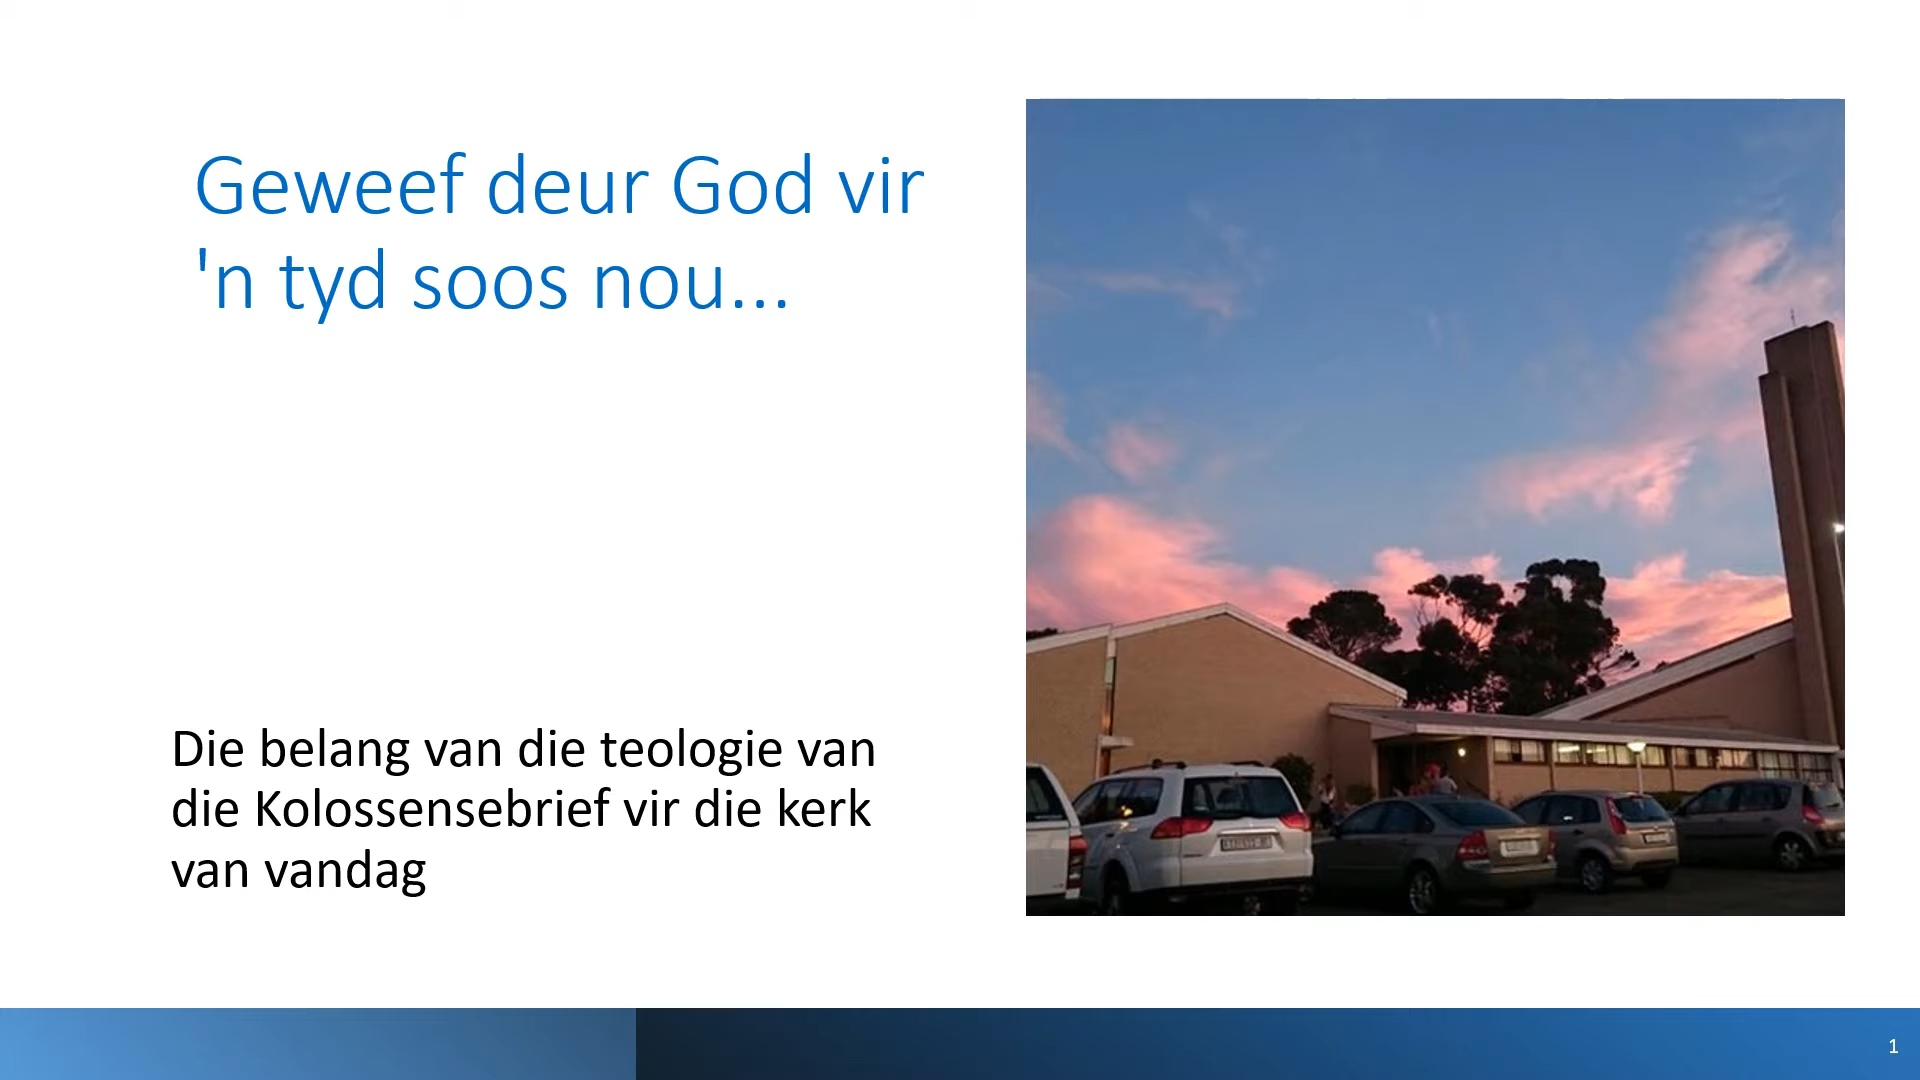 Geweef deur God vir
'n tyd soos nou...
Die belang van die teologie van
die Kolossensebrief vir die kerk
van vandag
1